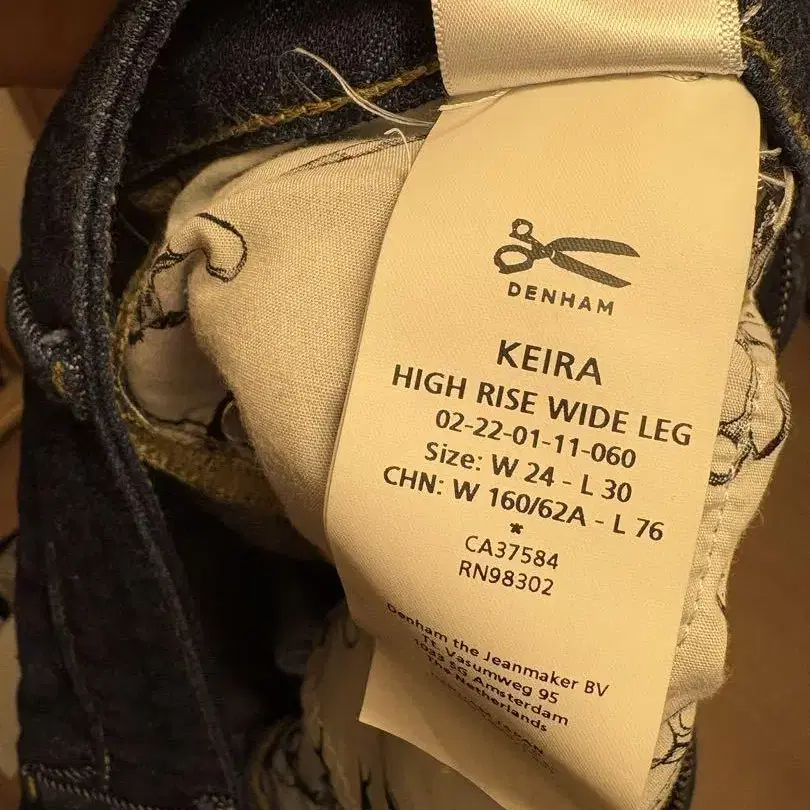 DENHAM
KEIRA
HIGH RISE WIDE LEG
02-22-01-11-060
Size: W 24 - L 30
CHN: W 160/62A - L 76
*
CA37584
RN98302
Denham the Jeanmaker BV
TT. Vasumweg 95
1033 SG Amsterdam
The Netherlands